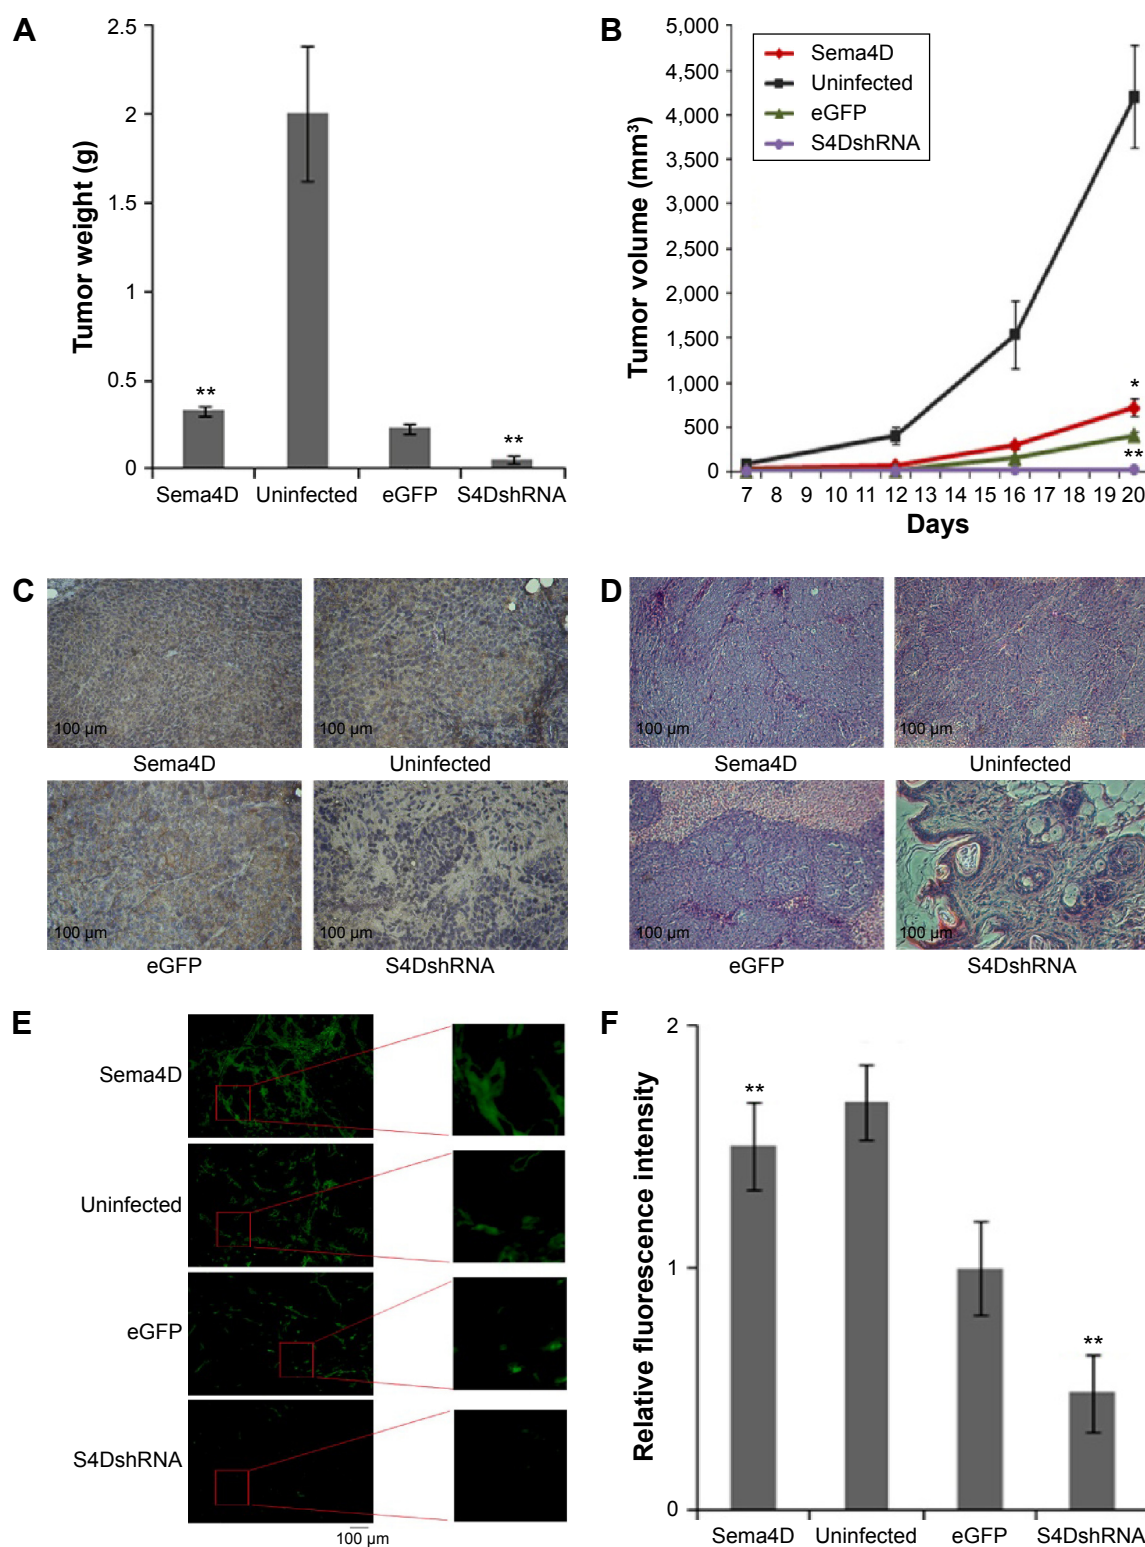 A
2.5
2
1.5
1
0.5
0
Tumor weight (g)
**
**
Sema4D Uninfected eGFP S4DshRNA
B
5,000
4,500
4,000
3,500
3,000
2,500
2,000
1,500
1,000
500
0
Tumor volume (mm³)
Sema4D
Uninfected
eGFP
S4DshRNA
*
**
7 8 9 10 11 12 13 14 15 16 17 18 19 20
Days
C
100 µm
100 µm
Sema4D Uninfected
100 µm
100 µm
eGFP S4DshRNA
D
100 µm
100 µm
Sema4D Uninfected
100 µm
100 µm
eGFP S4DshRNA
E
Sema4D
Uninfected
eGFP
S4DshRNA
100 µm
F
2
1
0
Relative fluorescence intensity
**
**
Sema4D Uninfected eGFP S4DshRNA